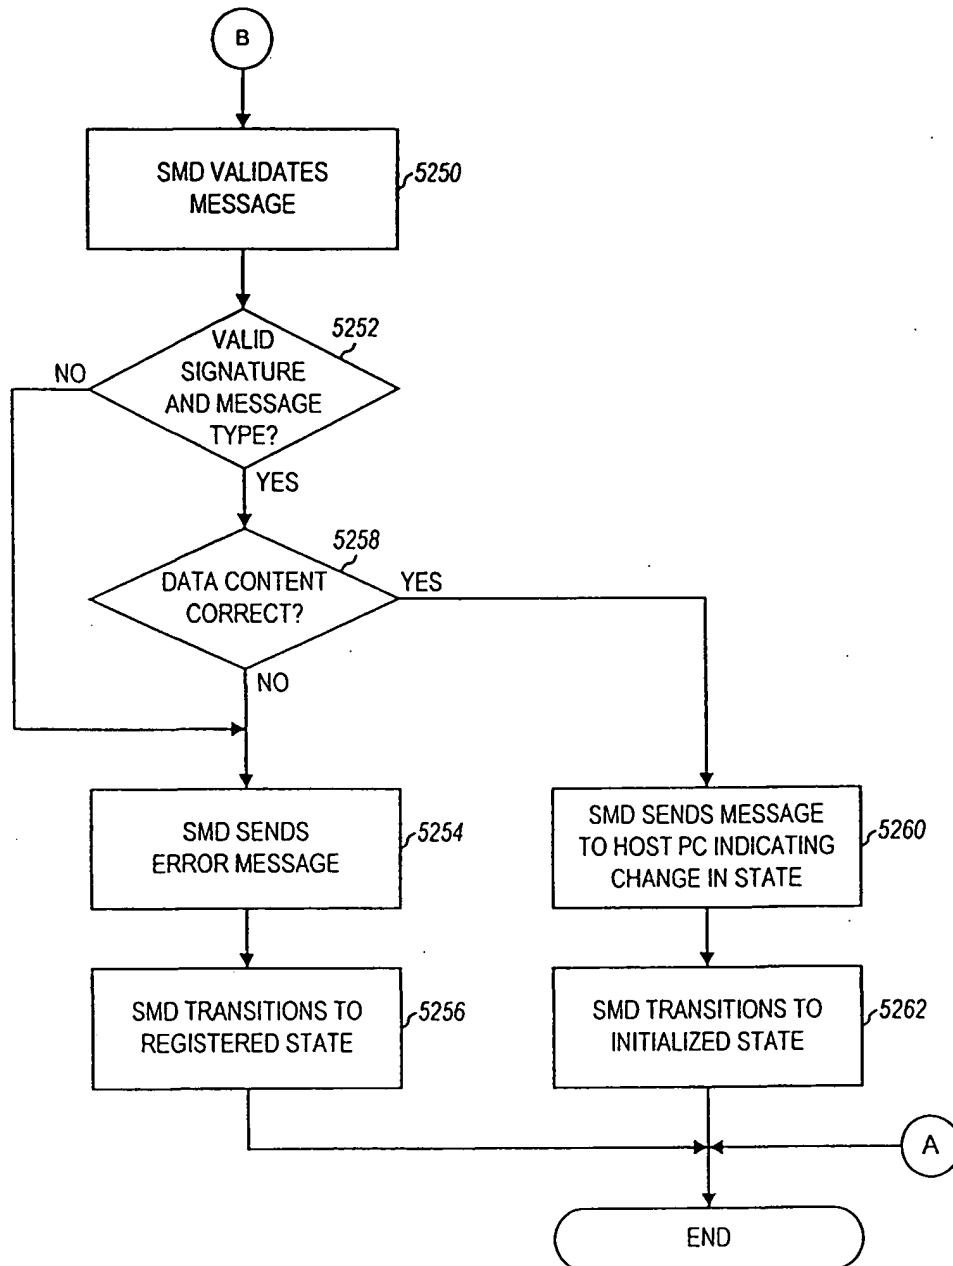 B
SMD VALIDATES
MESSAGE
5250
VALID
SIGNATURE
AND MESSAGE
TYPE?
5252
NO
YES
DATA CONTENT
CORRECT?
5258
YES
NO
SMD SENDS
ERROR MESSAGE
5254
SMD SENDS MESSAGE
TO HOST PC INDICATING
CHANGE IN STATE
5260
SMD TRANSITIONS TO
REGISTERED STATE
5256
SMD TRANSITIONS TO
INITIALIZED STATE
5262
A
END